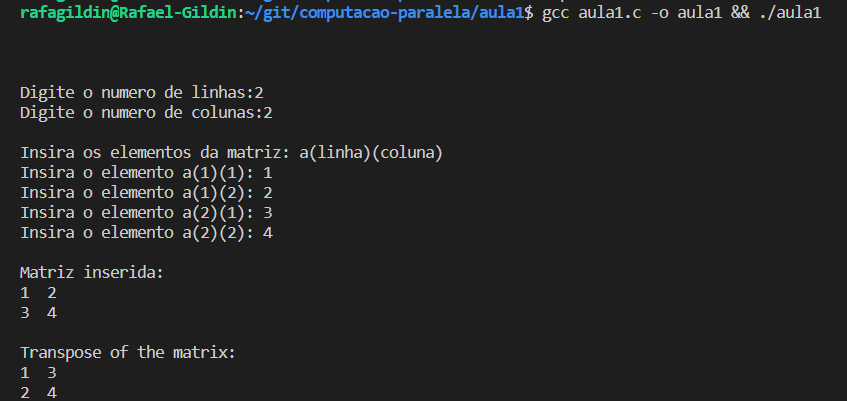 rafagildin@Rafael-Gildin:~/git/computacao-paralela/aula1$ gcc aula1.c -o aula1 && ./aula1
Digite o numero de linhas:2
Digite o numero de colunas:2
Insira os elementos da matriz: a(linha)(coluna)
Insira o elemento a(1)(1): 1
Insira o elemento a(1)(2): 2
Insira o elemento a(2)(1): 3
Insira o elemento a(2)(2): 4
Matriz inserida:
1  2
3  4
Transpose of the matrix:
1  3
2  4